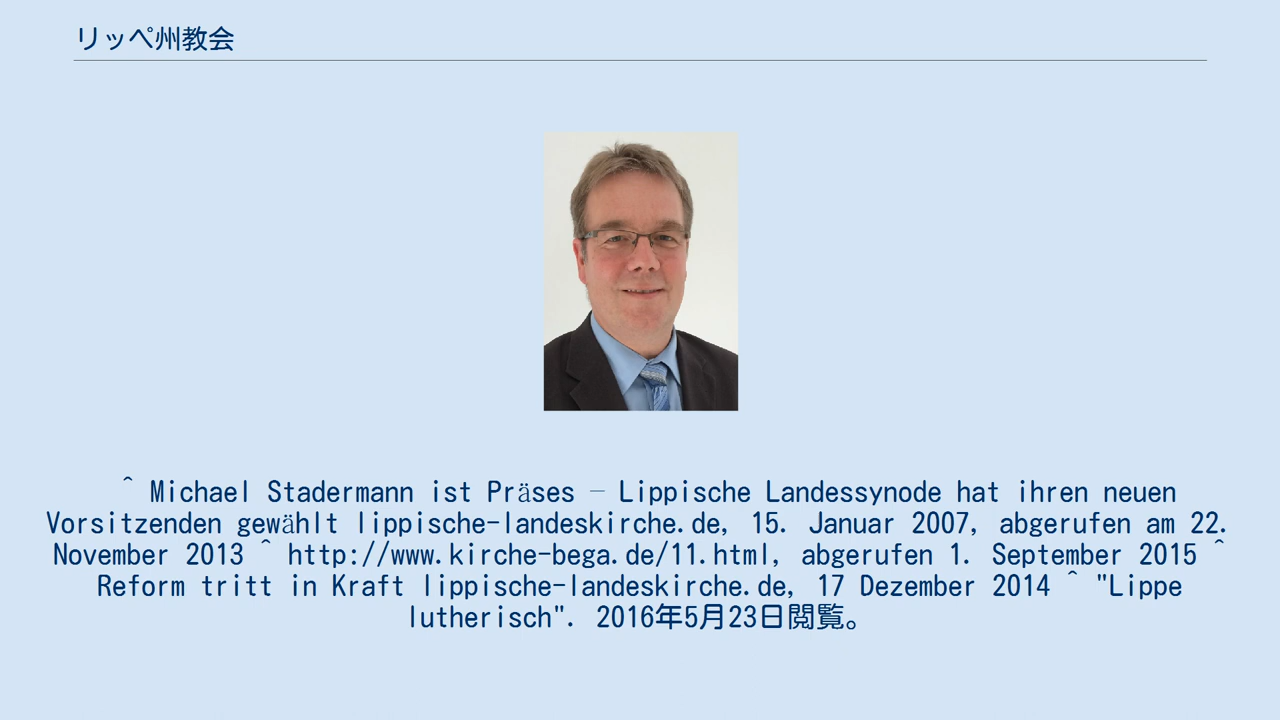 リッペ州教会
^ Michael Stadermann ist Präses – Lippische Landessynode hat ihren neuen
Vorsitzenden gewählt lippische-landeskirche.de, 15. Januar 2007, abgerufen am 22.
November 2013 ^ http://www.kirche-bega.de/11.html, abgerufen 1. September 2015 ^
Reform tritt in Kraft lippische-landeskirche.de, 17 Dezember 2014 ^ "Lippe
lutherisch". 2016年5月23日閲覧。